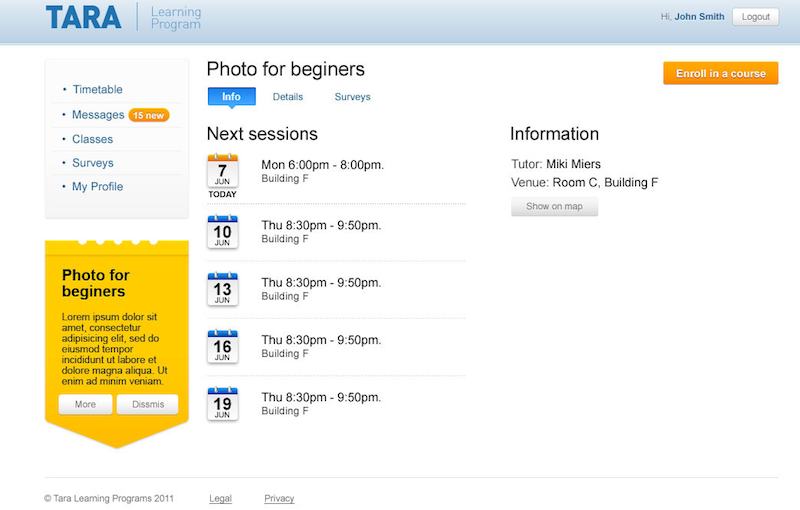 TARA Learning Program
Hi, John Smith Logout
• Timetable
• Messages 15 new
• Classes
• Surveys
• My Profile
Photo for beginers
Lorem ipsum dolor sit
amet, consectetur
adipisicing elit, sed do
eiusmod tempor
incididunt ut labore et
dolore magna aliqua. Ut
enim ad minim veniam.
More Dissmis
Photo for beginers
Enroll in a course
Info Details Surveys
Next sessions
7 JUN TODAY
Mon 6:00pm - 8:00pm.
Building F
10 JUN
Thu 8:30pm - 9:50pm.
Building F
13 JUN
Thu 8:30pm - 9:50pm.
Building F
16 JUN
Thu 8:30pm - 9:50pm.
Building F
19 JUN
Thu 8:30pm - 9:50pm.
Building F
Information
Tutor: Miki Miers
Venue: Room C, Building F
Show on map
© Tara Learning Programs 2011 Legal Privacy